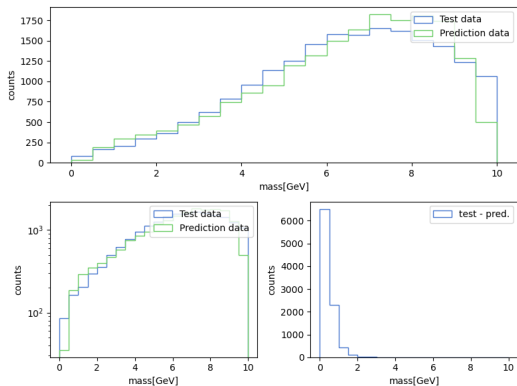 1750
1500
1250
1000
750
500
250
0
counts
Test data
Prediction data
0 2 4 6 8 10
mass[GeV]
10³
10²
counts
Test data
Prediction data
0 2 4 6 8 10
mass[GeV]
6000
5000
4000
3000
2000
1000
0
counts
test - pred.
0 2 4 6 8 10
mass[GeV]